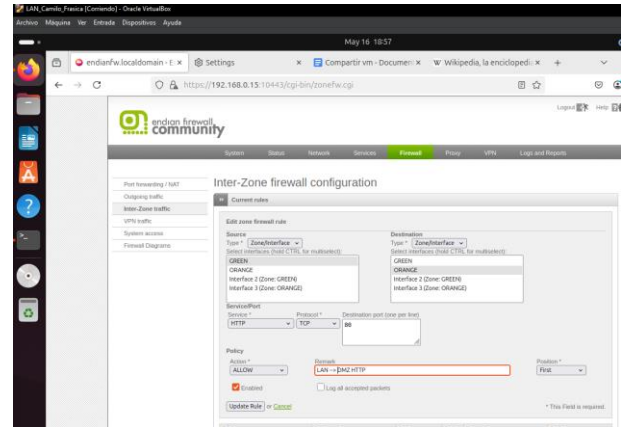 LAN_Camilo_Frasica [Corriendo] - Oracle VirtualBox
Archivo Máquina Ver Entrada Dispositivos Ayuda
May 16 18:57
endianfw.localdomain - E
Settings
Compartir vm - Documen
Wikipedia, la enciclopedi
https://192.168.0.15:10443/cgi-bin/zonefw.cgi
Logout Help
endian firewall
community
System Status Network Services Firewall Proxy VPN Logs and Reports
Port forwarding / NAT
Outgoing traffic
Inter-Zone traffic
VPN traffic
System access
Firewall Diagrams
Inter-Zone firewall configuration
Current rules
Edit zone firewall rule
Source Destination
Type * Zone/Interface Type * Zone/Interface
Select interfaces (hold CTRL for multiselect): Select interfaces (hold CTRL for multiselect):
GREEN GREEN
ORANGE ORANGE
Interface 2 (Zone: GREEN) Interface 2 (Zone: GREEN)
Interface 3 (Zone: ORANGE) Interface 3 (Zone: ORANGE)
Service/Port
Service * Protocol * Destination port (one per line)
HTTP TCP 80
Policy
Action * Remark Position *
ALLOW LAN -> DMZ HTTP First
Enabled Log all accepted packets
Update Rule or Cancel * This Field is required.